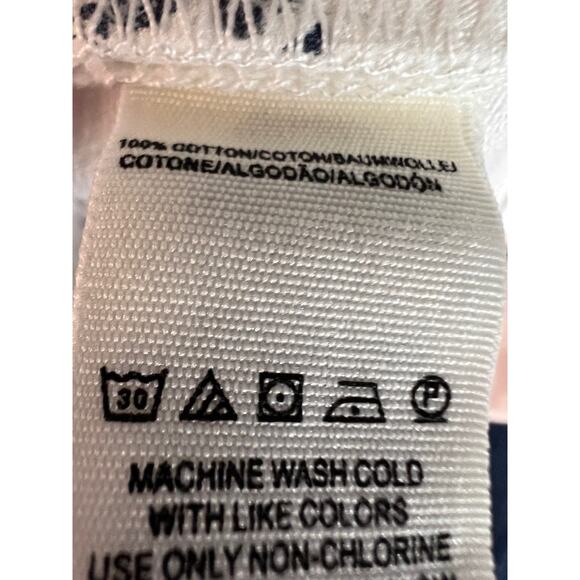 100% COTTON/COTON/BAUMWOLLE/
COTONE/ALGODÃO/ALGODÓN
30
P
MACHINE WASH COLD
WITH LIKE COLORS
USE ONLY NON-CHLORINE